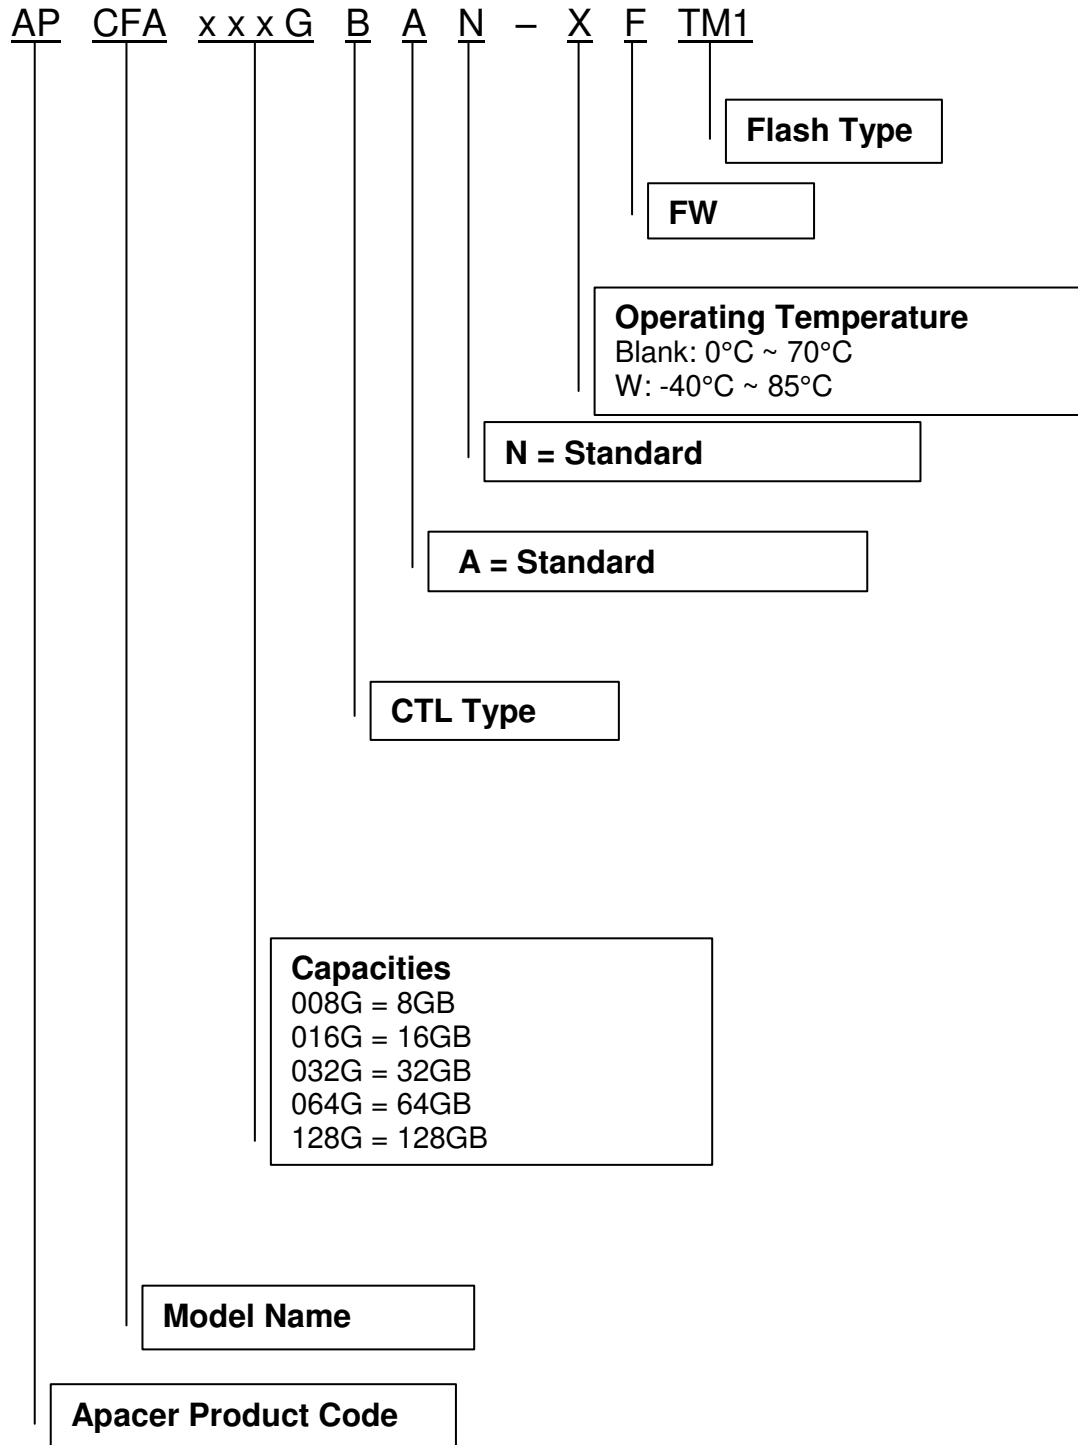 AP CFA x x x G B A N – X F TM1
Flash Type
FW
Operating Temperature
Blank: 0°C ~ 70°C
W: -40°C ~ 85°C
N = Standard
A = Standard
CTL Type
Capacities
008G = 8GB
016G = 16GB
032G = 32GB
064G = 64GB
128G = 128GB
Model Name
Apacer Product Code